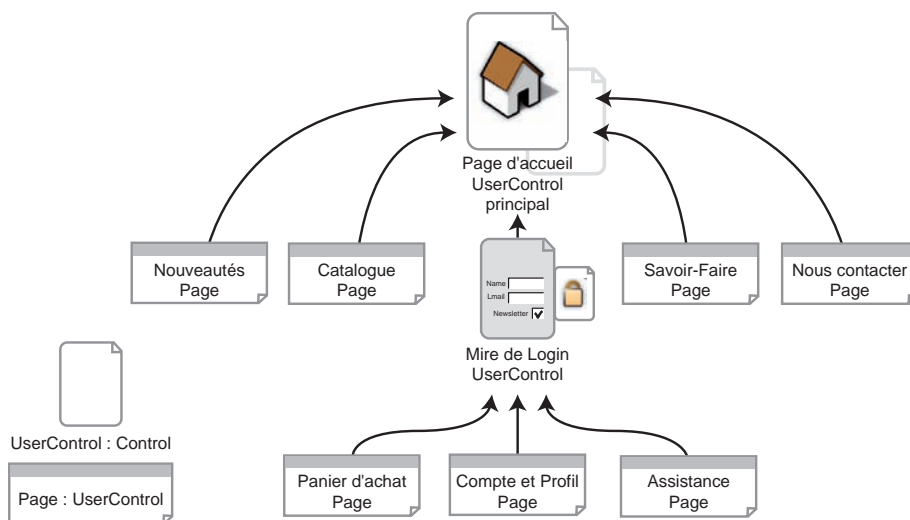 Page d'accueil
UserControl
principal
Nouveautés
Page
Catalogue
Page
Savoir-Faire
Page
Nous contacter
Page
Name
Lmail
Newsletter
Mire de Login
UserControl
UserControl : Control
Page : UserControl
Panier d'achat
Page
Compte et Profil
Page
Assistance
Page